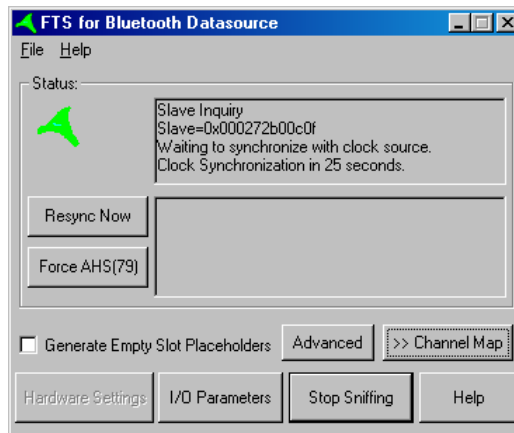 FTS for Bluetooth Datasource
File Help
Status:
Slave Inquiry
Slave=0x000272b00c0f
Waiting to synchronize with clock source.
Clock Synchronization in 25 seconds.
Resync Now
Force AHS(79)
Generate Empty Slot Placeholders
Advanced
>> Channel Map
Hardware Settings
I/O Parameters
Stop Sniffing
Help